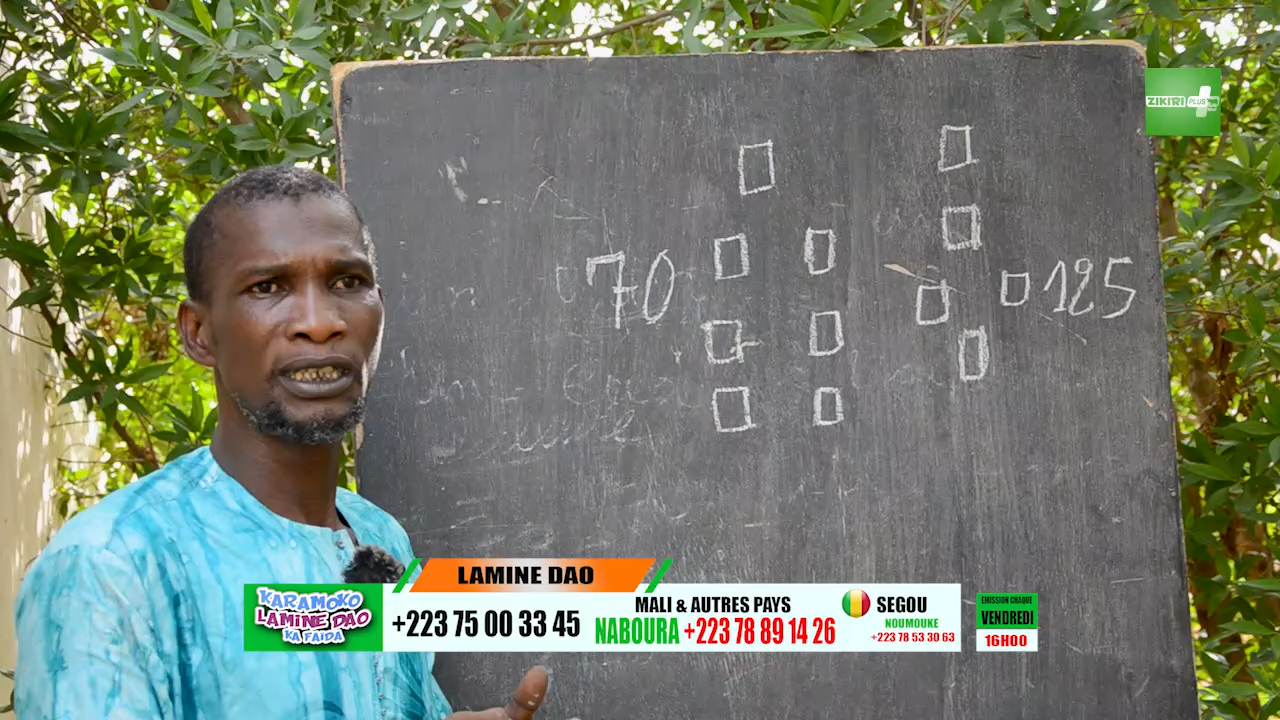 ZIKIRI PLUS
70
125
LAMINE DAO
KARAMOKO
LAMINE DAO
KA FAÏDA
+223 75 00 33 45
MALI & AUTRES PAYS
NABOURA +223 78 89 14 26
SEGOU
NOUMOUKE
+223 78 53 30 63
EMISSION CHAQUE
VENDREDI
16H00